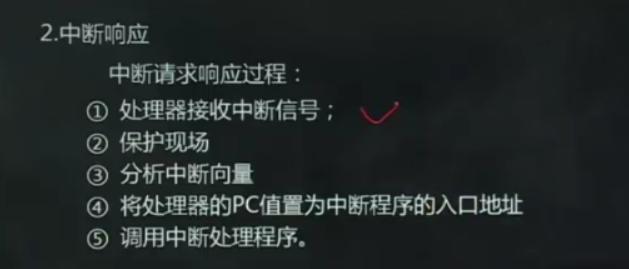 2.中断响应
中断请求响应过程：
① 处理器接收中断信号；
② 保护现场
③ 分析中断向量
④ 将处理器的PC值置为中断程序的入口地址
⑤ 调用中断处理程序。